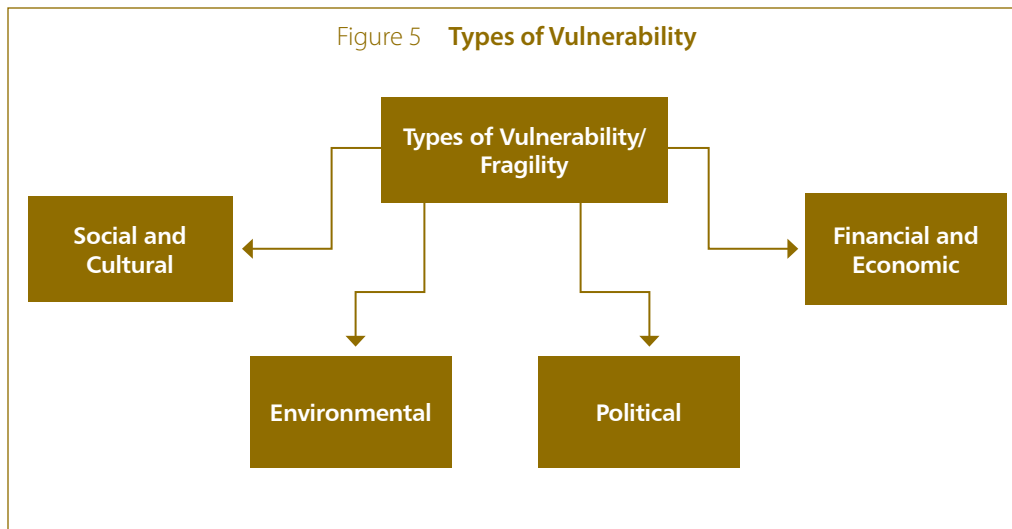 Figure 5 Types of Vulnerability
Types of Vulnerability/
Fragility
Social and
Cultural
Financial and
Economic
Environmental
Political